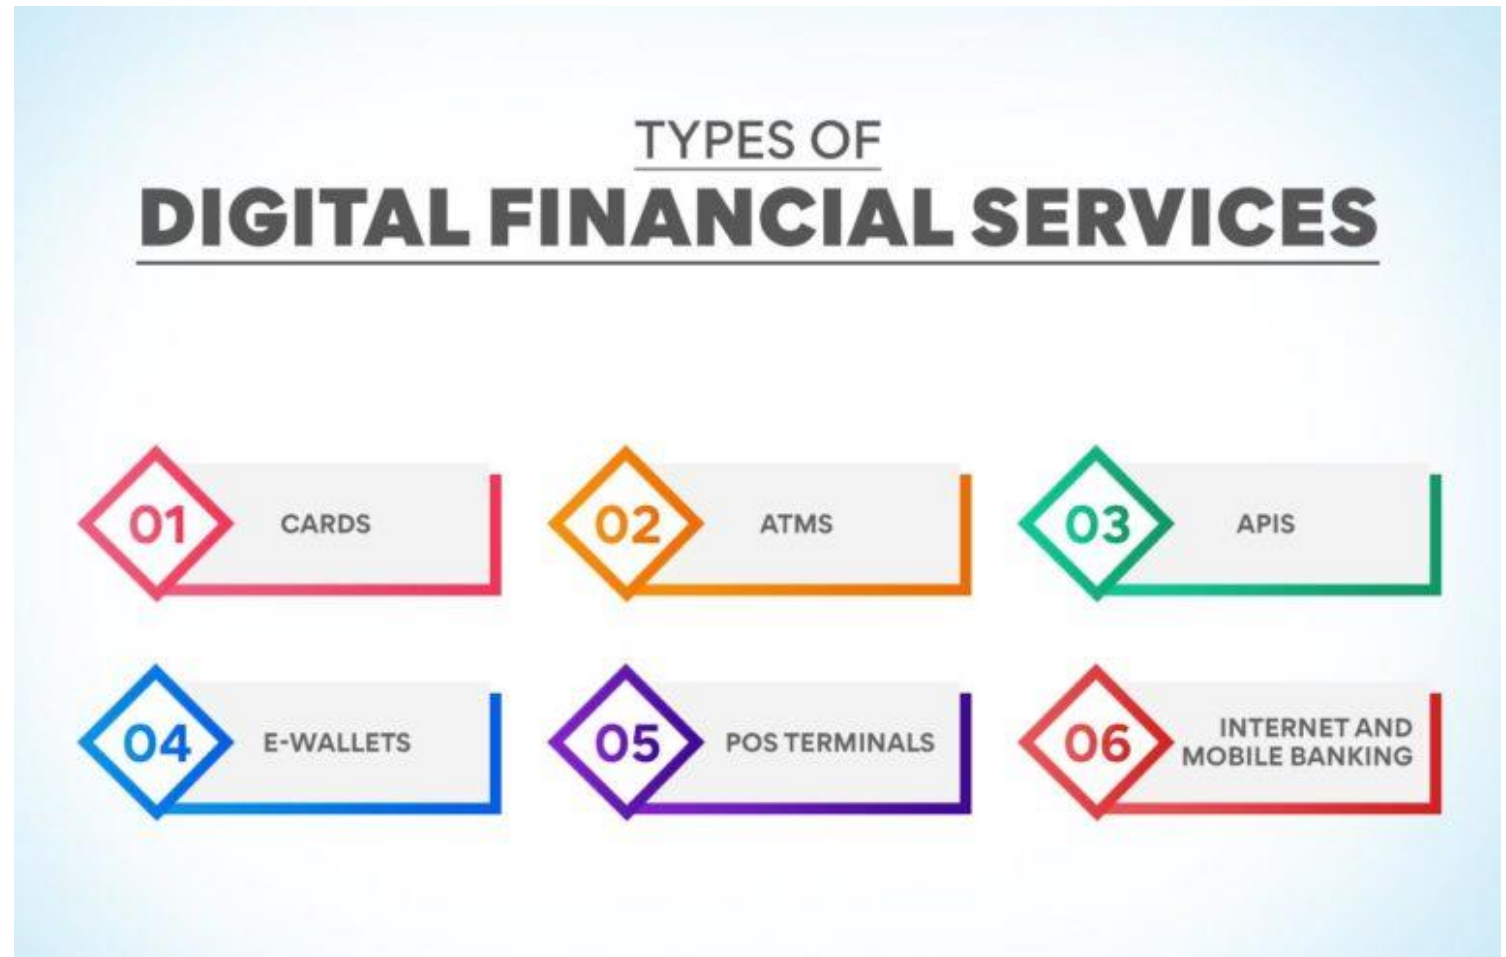 TYPES OF
DIGITAL FINANCIAL SERVICES
01 CARDS
02 ATMS
03 APIS
04 E-WALLETS
05 POS TERMINALS
06 INTERNET AND
MOBILE BANKING